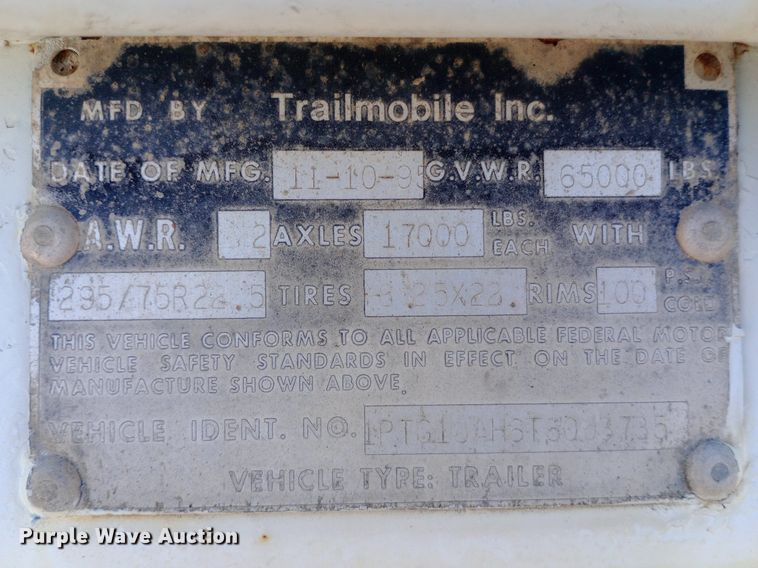 MFD. BY Trailmobile Inc.
DATE OF MFG. 11-10-95 G.V.W.R. 65000 LBS.
G.A.W.R. AXLES 17000 LBS. EACH WITH
295/75R22.5 TIRES RIMS 100 P.S.I. COLD
THIS VEHICLE CONFORMS TO ALL APPLICABLE FEDERAL MOTOR
VEHICLE SAFETY STANDARDS IN EFFECT ON THE DATE OF
MANUFACTURE SHOWN ABOVE.
VEHICLE IDENT. NO.
VEHICLE TYPE: TRAILER
Purple Wave Auction